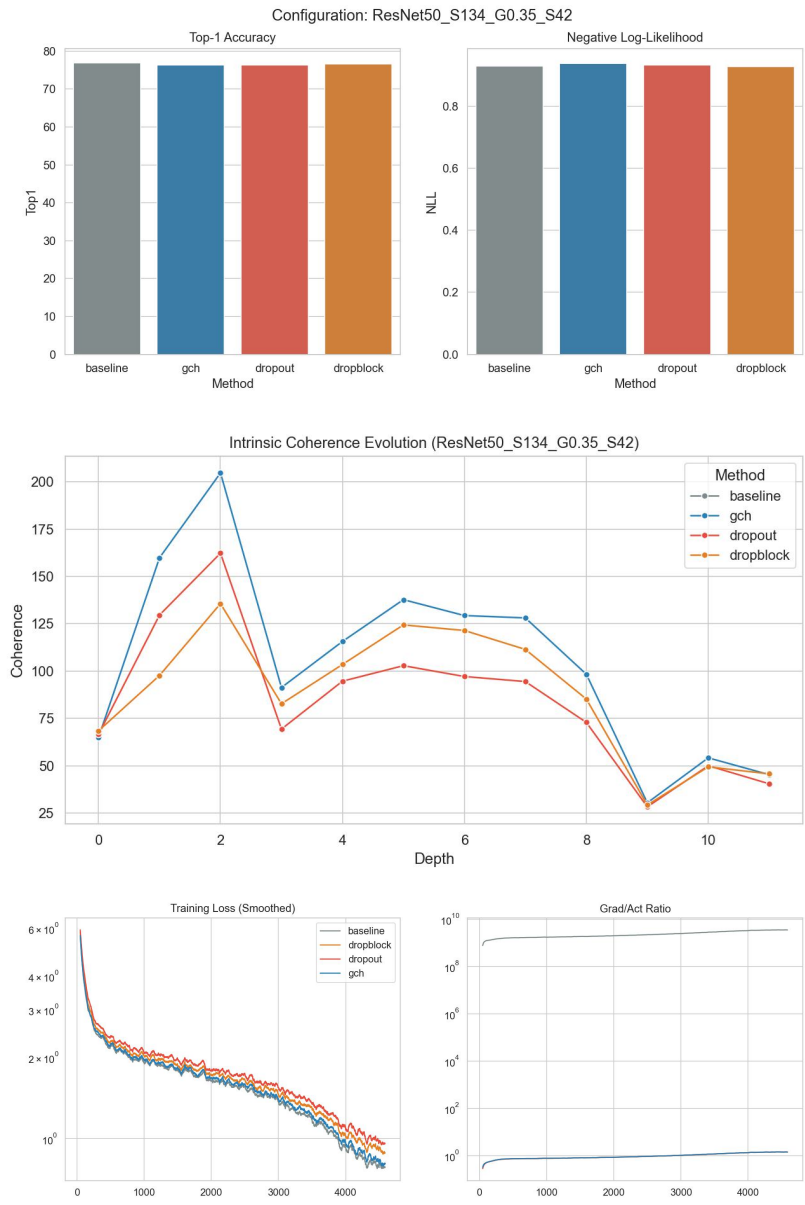 Configuration: ResNet50_S134_G0.35_S42
Top-1 Accuracy
80
70
60
50
40
30
20
10
0
Top1
baseline gch dropout dropblock
Method
Negative Log-Likelihood
0.8
0.6
0.4
0.2
0.0
NLL
baseline gch dropout dropblock
Method
Intrinsic Coherence Evolution (ResNet50_S134_G0.35_S42)
200
175
150
125
100
75
50
25
Coherence
Method
baseline
gch
dropout
dropblock
0 2 4 6 8 10
Depth
Training Loss (Smoothed)
6 × 10⁰
4 × 10⁰
3 × 10⁰
2 × 10⁰
10⁰
baseline
dropblock
dropout
gch
0 1000 2000 3000 4000
Grad/Act Ratio
10¹⁰
10⁸
10⁶
10⁴
10²
10⁰
0 1000 2000 3000 4000